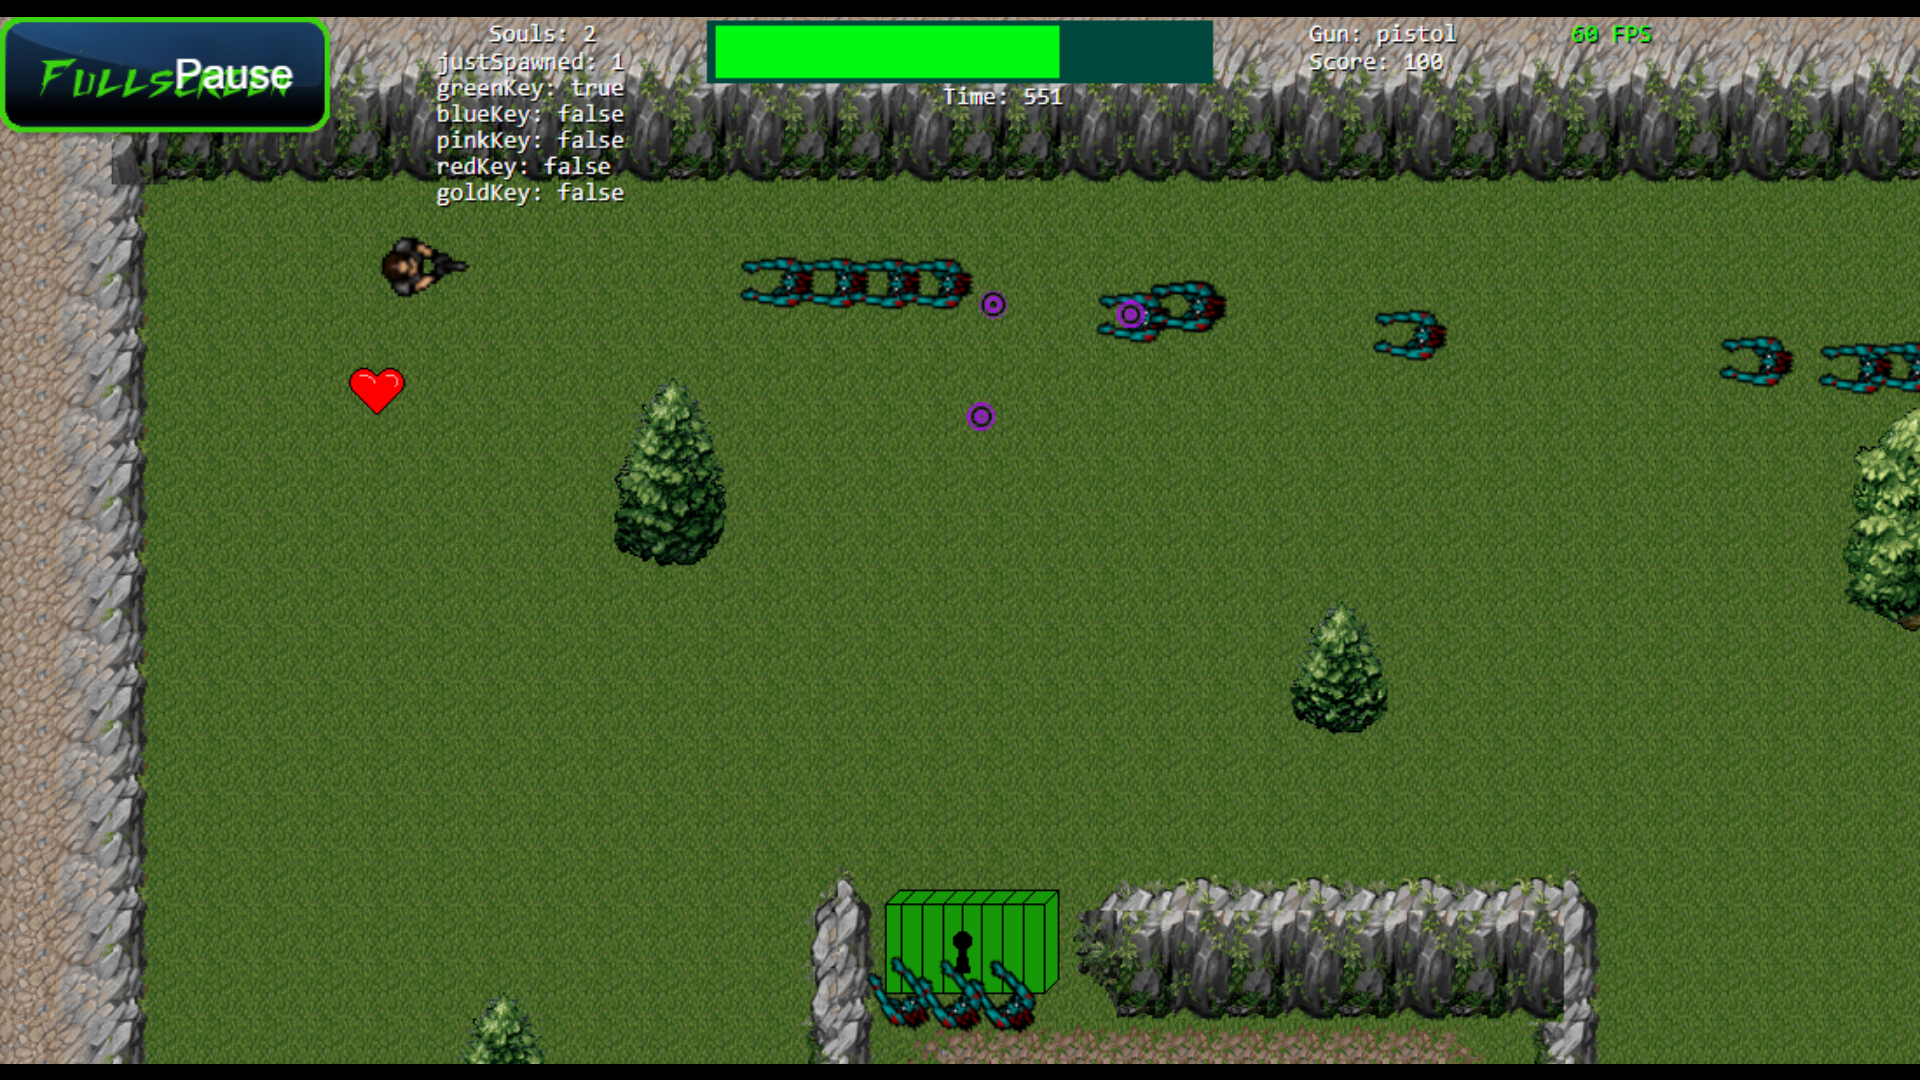 Fullscreen
Pause
Souls: 2
justSpawned: 1
greenKey: true
blueKey: false
pinkKey: false
redKey: false
goldKey: false
Time: 551
Gun: pistol
Score: 100
60 FPS